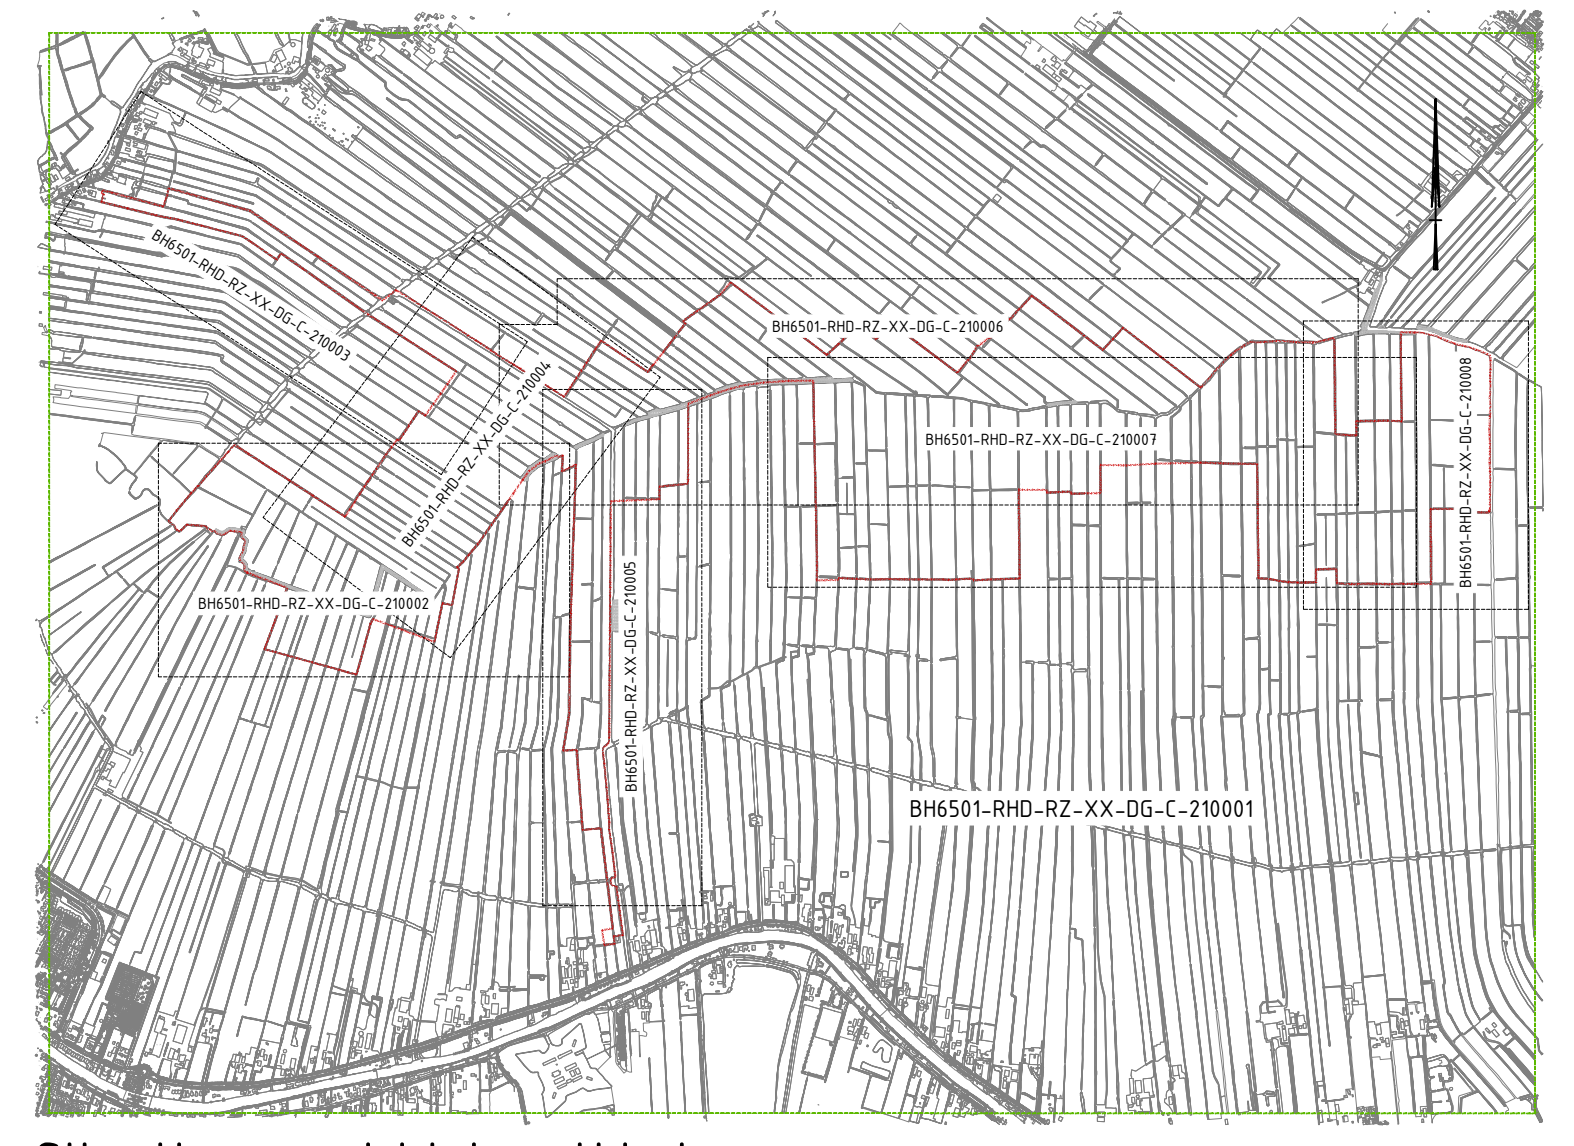 BH6501-RHD-RZ-XX-DG-C-210003
BH6501-RHD-RZ-XX-DG-C-210006
BH6501-RHD-RZ-XX-DG-C-210004
BH6501-RHD-RZ-XX-DG-C-210007
BH6501-RHD-RZ-XX-DG-C-210008
BH6501-RHD-RZ-XX-DG-C-210002
BH6501-RHD-RZ-XX-DG-C-210005
BH6501-RHD-RZ-XX-DG-C-210001